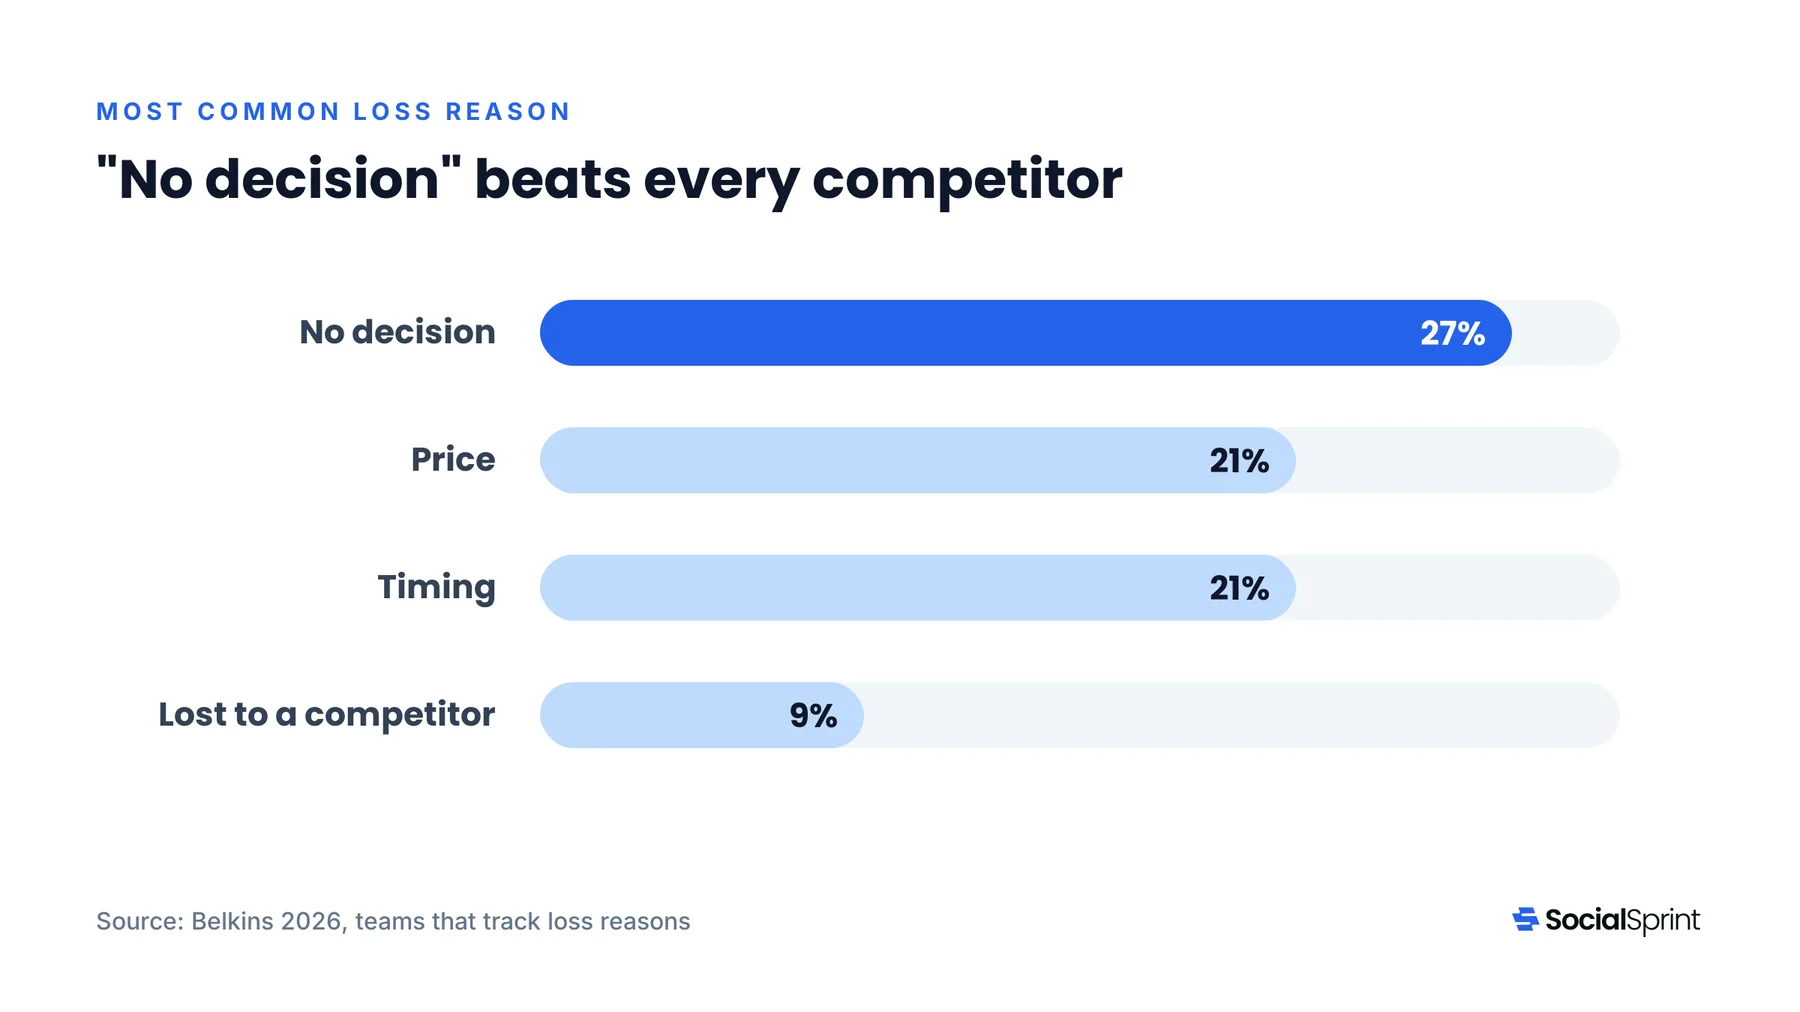 MOST COMMON LOSS REASON
"No decision" beats every competitor
No decision 27%
Price 21%
Timing 21%
Lost to a competitor 9%
Source: Belkins 2026, teams that track loss reasons
SocialSprint